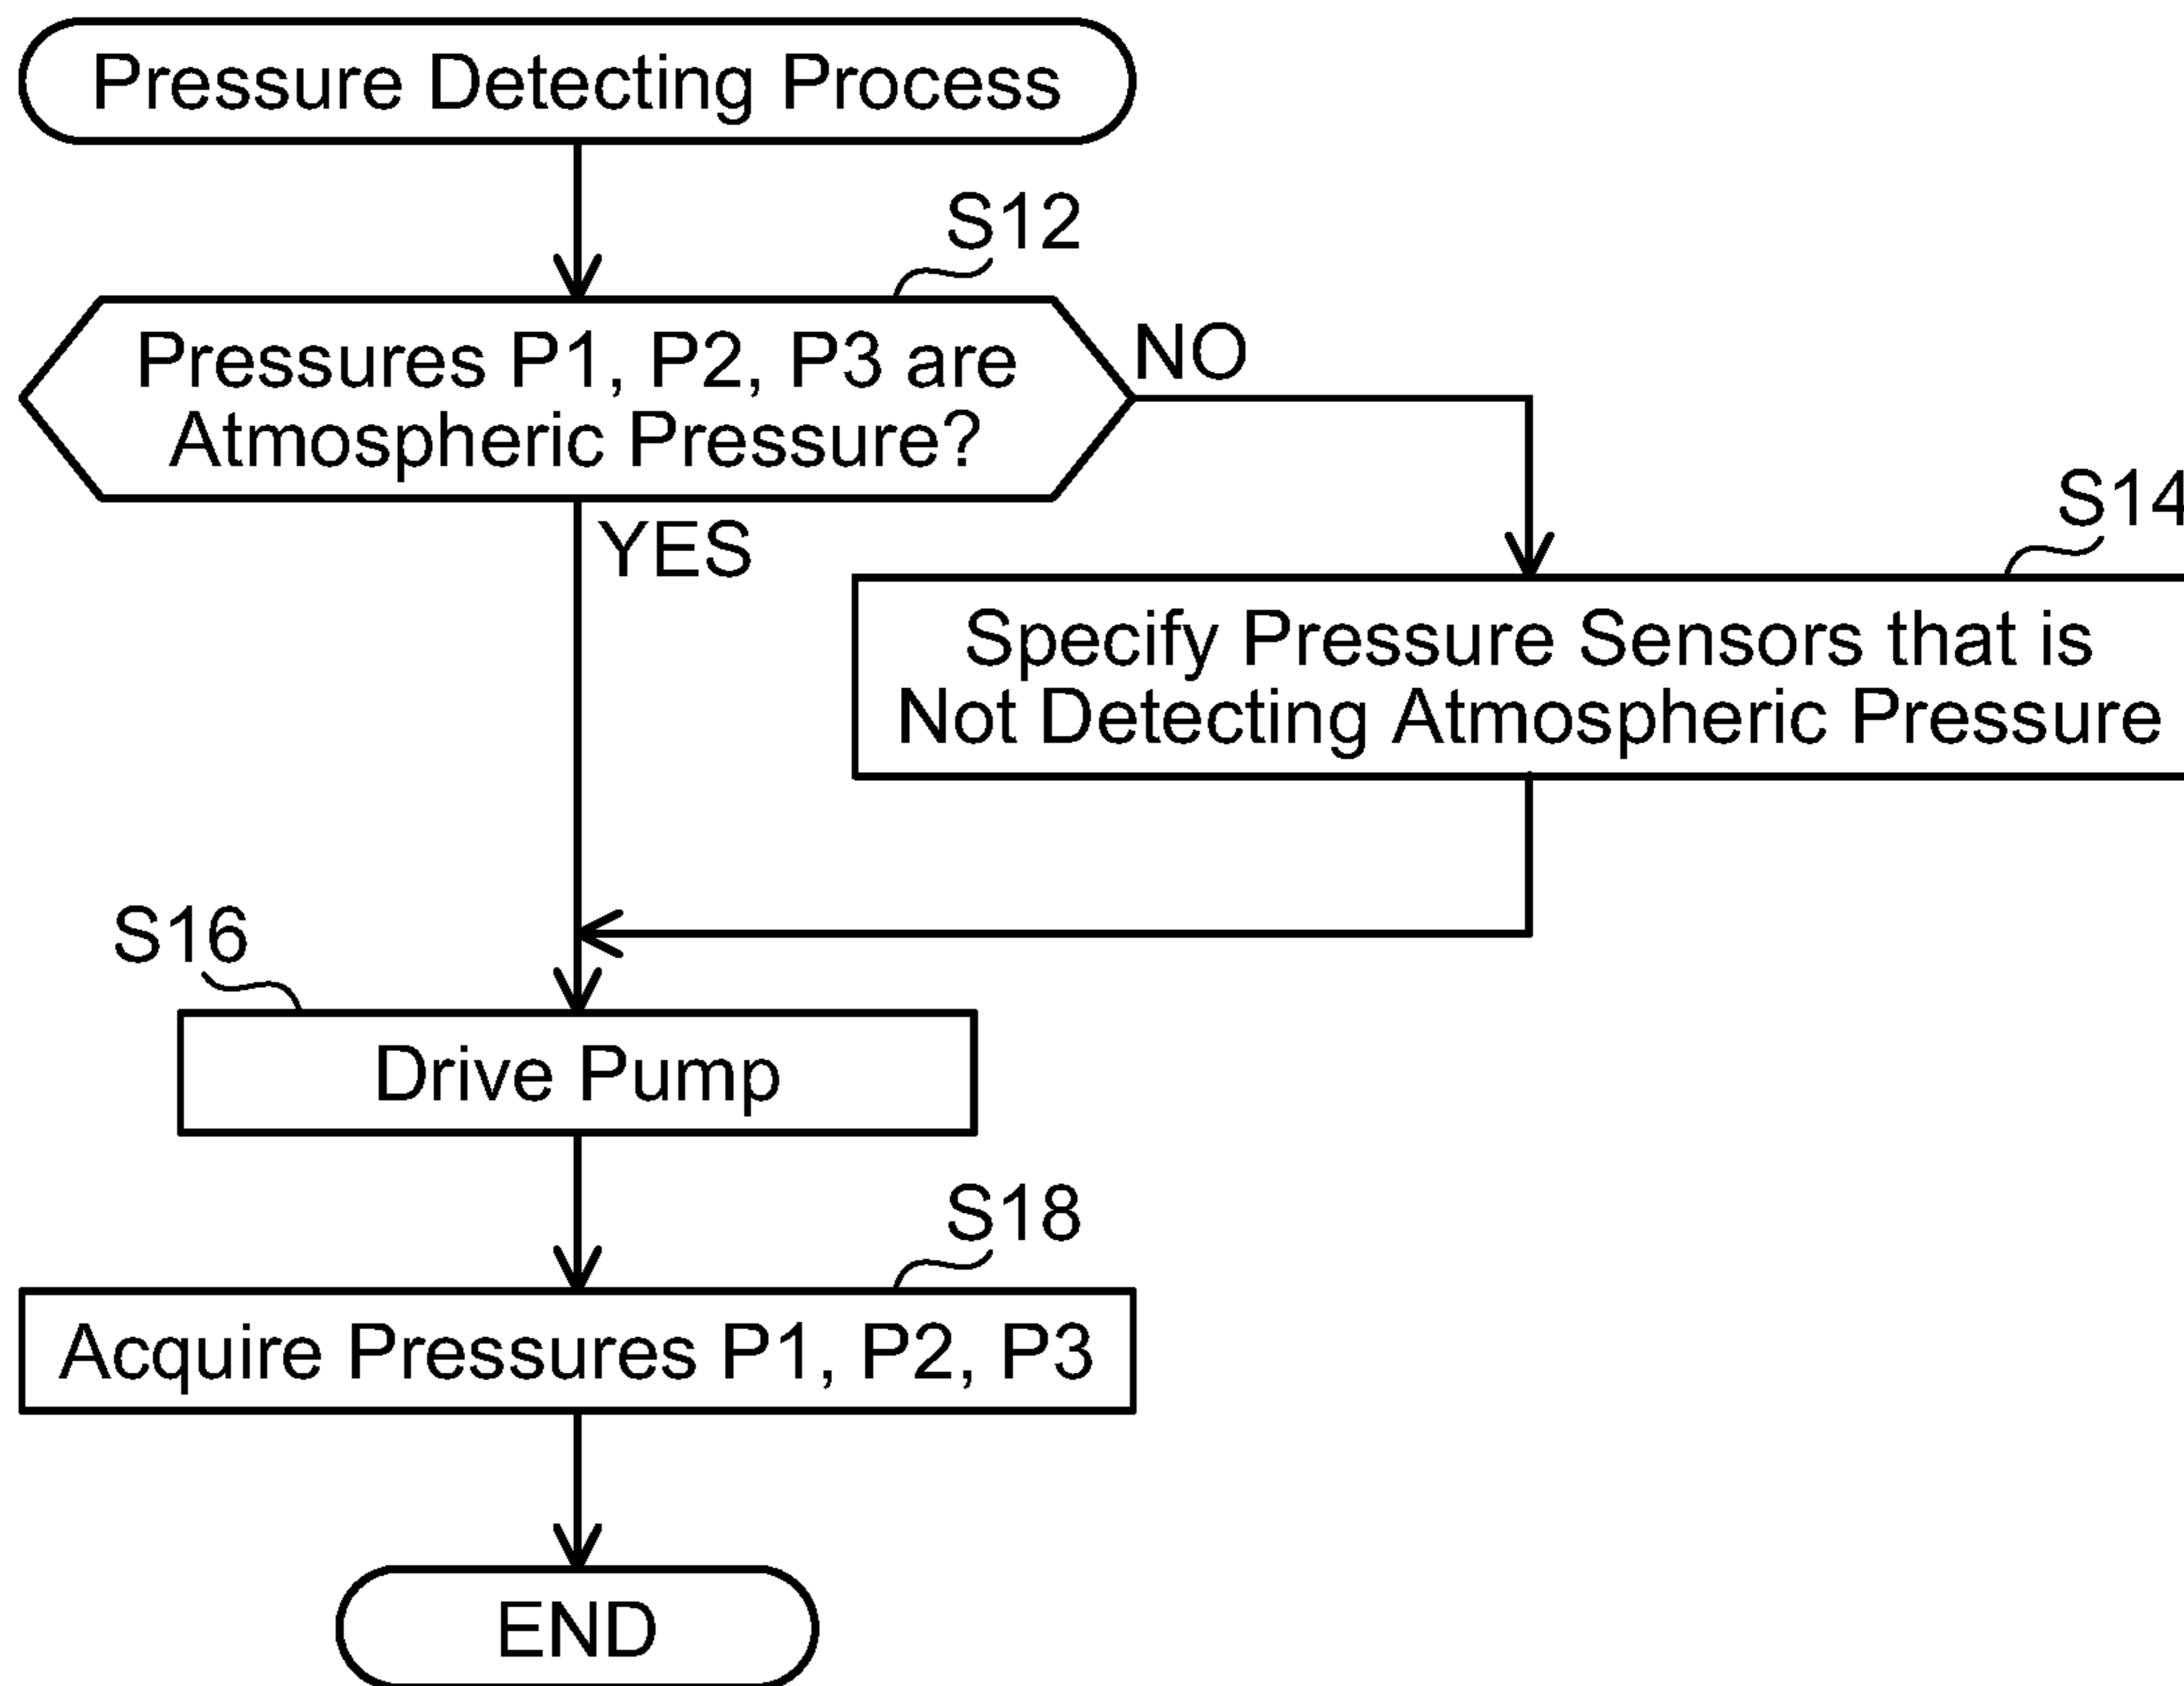 Pressure Detecting Process
S12
Pressures P1, P2, P3 are
Atmospheric Pressure?
NO
YES
S14
Specify Pressure Sensors that is
Not Detecting Atmospheric Pressure
S16
Drive Pump
S18
Acquire Pressures P1, P2, P3
END